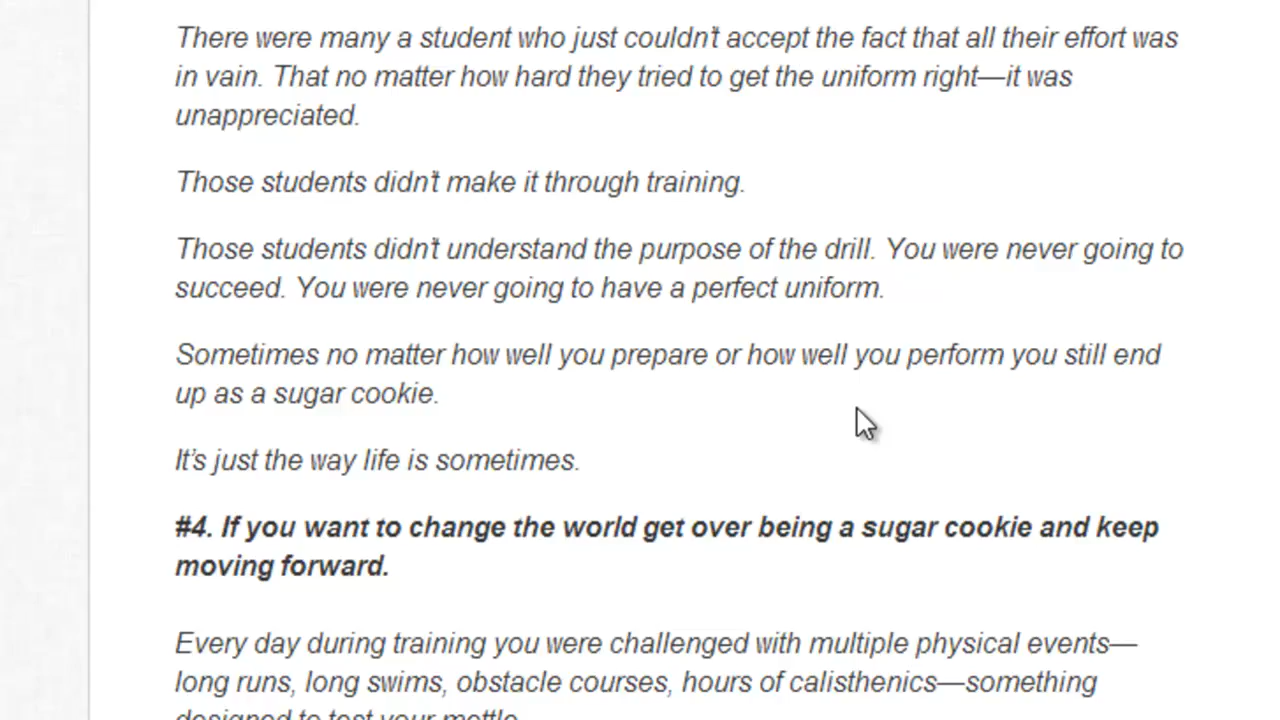 There were many a student who just couldn't accept the fact that all their effort was
in vain. That no matter how hard they tried to get the uniform right—it was
unappreciated.
Those students didn't make it through training.
Those students didn't understand the purpose of the drill. You were never going to
succeed. You were never going to have a perfect uniform.
Sometimes no matter how well you prepare or how well you perform you still end
up as a sugar cookie.
It's just the way life is sometimes.
#4. If you want to change the world get over being a sugar cookie and keep
moving forward.
Every day during training you were challenged with multiple physical events—
long runs, long swims, obstacle courses, hours of calisthenics—something
designed to test your mettle.